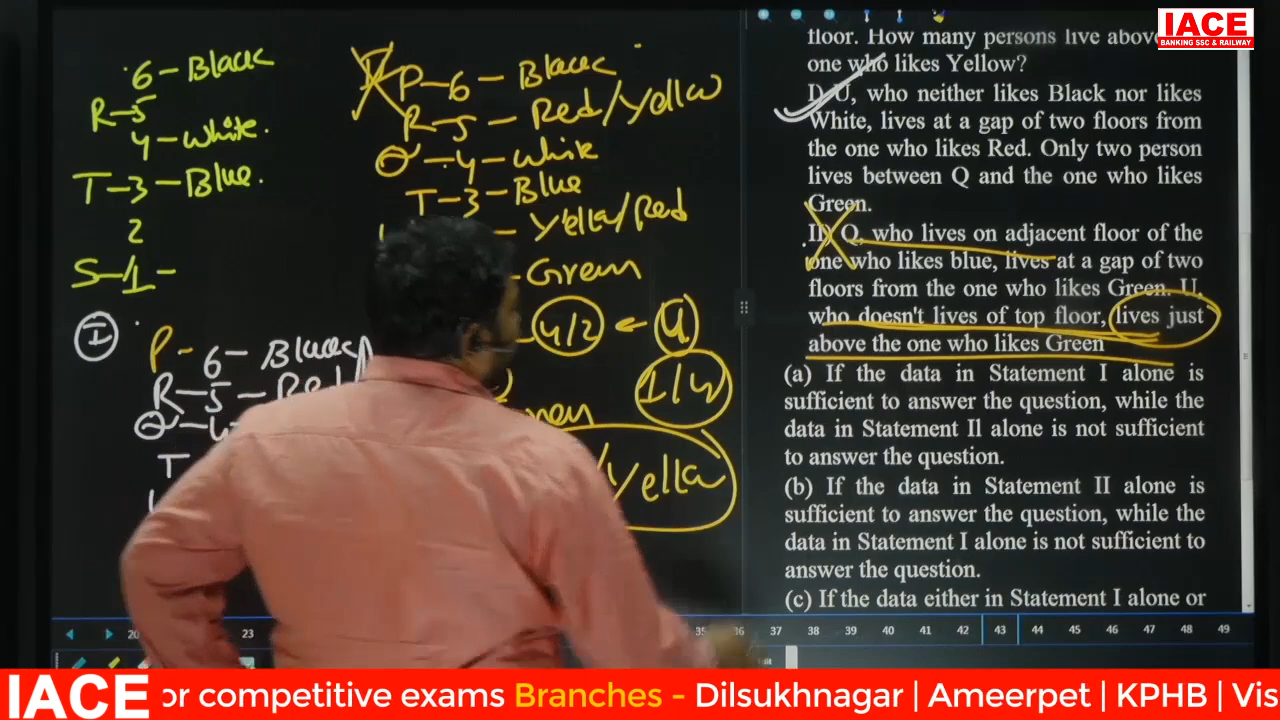 6 - Black
R - 5
4 - White.
T - 3 - Blue.
2
S - 1 -
I
P - 6 - Black
R - 5 - Red
Q - 4
T
P - 6 - Black
R - 5 - Red/Yellow
Q - 4 - White
T - 3 - Blue
- Yella/Red
- Green
4/2 ← U
1/4
/Yella
IACE
BANKING SSC & RAILWAY
floor. How many persons live above
one who likes Yellow?
I) U, who neither likes Black nor likes
White, lives at a gap of two floors from
the one who likes Red. Only two person
lives between Q and the one who likes
Green.
II) Q, who lives on adjacent floor of the
one who likes blue, lives at a gap of two
floors from the one who likes Green. U,
who doesn't lives of top floor, lives just
above the one who likes Green
(a) If the data in Statement I alone is
sufficient to answer the question, while the
data in Statement Il alone is not sufficient
to answer the question.
(b) If the data in Statement II alone is
sufficient to answer the question, while the
data in Statement I alone is not sufficient to
answer the question.
(c) If the data either in Statement I alone or
23 35 36 37 38 39 40 41 42 43 44 45 46 47 48 49
IACE or competitive exams Branches - Dilsukhnagar | Ameerpet | KPHB | Vis